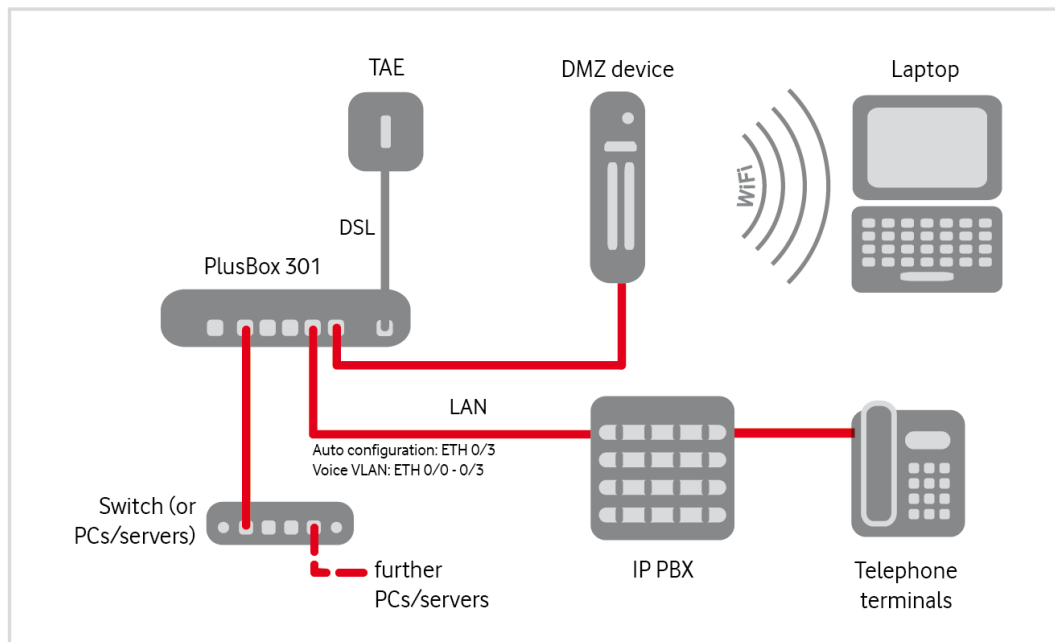 TAE
DMZ device
Laptop
WiFi
DSL
PlusBox 301
LAN
Auto configuration: ETH 0/3
Voice VLAN: ETH 0/0 - 0/3
Switch (or
PCs/servers)
further
PCs/servers
IP PBX
Telephone
terminals